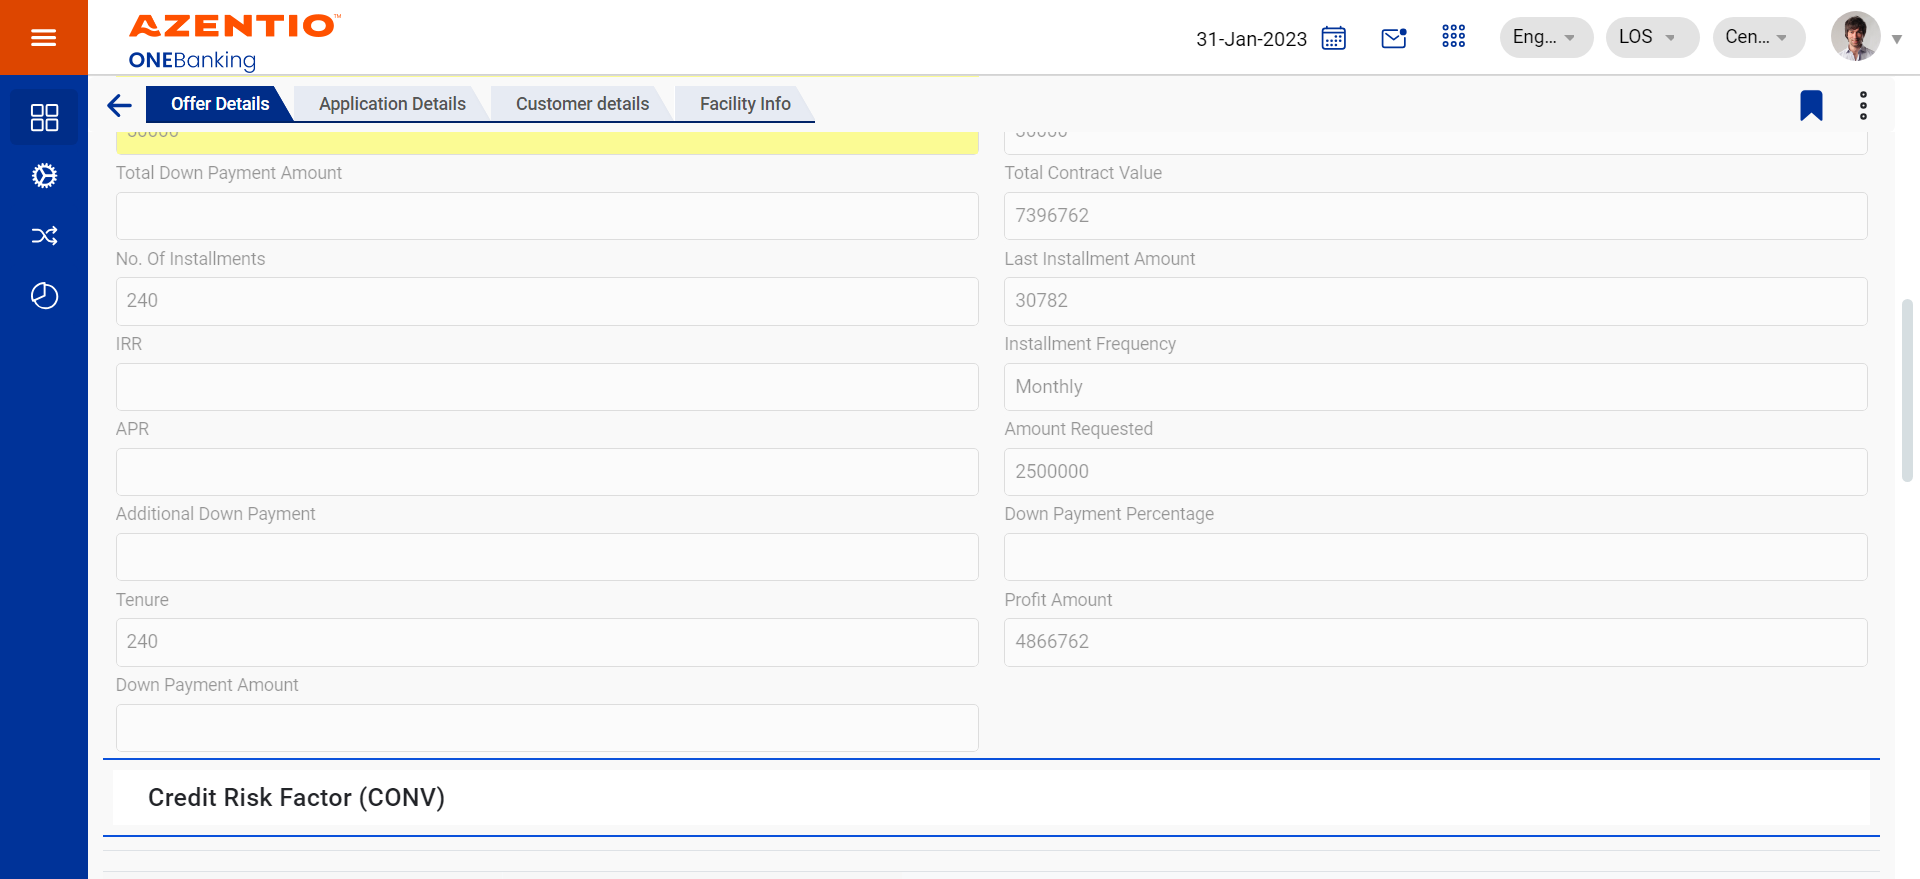 AZENTIO™
ONEBanking
31-Jan-2023
Eng...
LOS
Cen...
Offer Details
Application Details
Customer details
Facility Info
Total Down Payment Amount
Total Contract Value
7396762
No. Of Installments
Last Installment Amount
240
30782
IRR
Installment Frequency
Monthly
APR
Amount Requested
2500000
Additional Down Payment
Down Payment Percentage
Tenure
Profit Amount
240
4866762
Down Payment Amount
Credit Risk Factor (CONV)